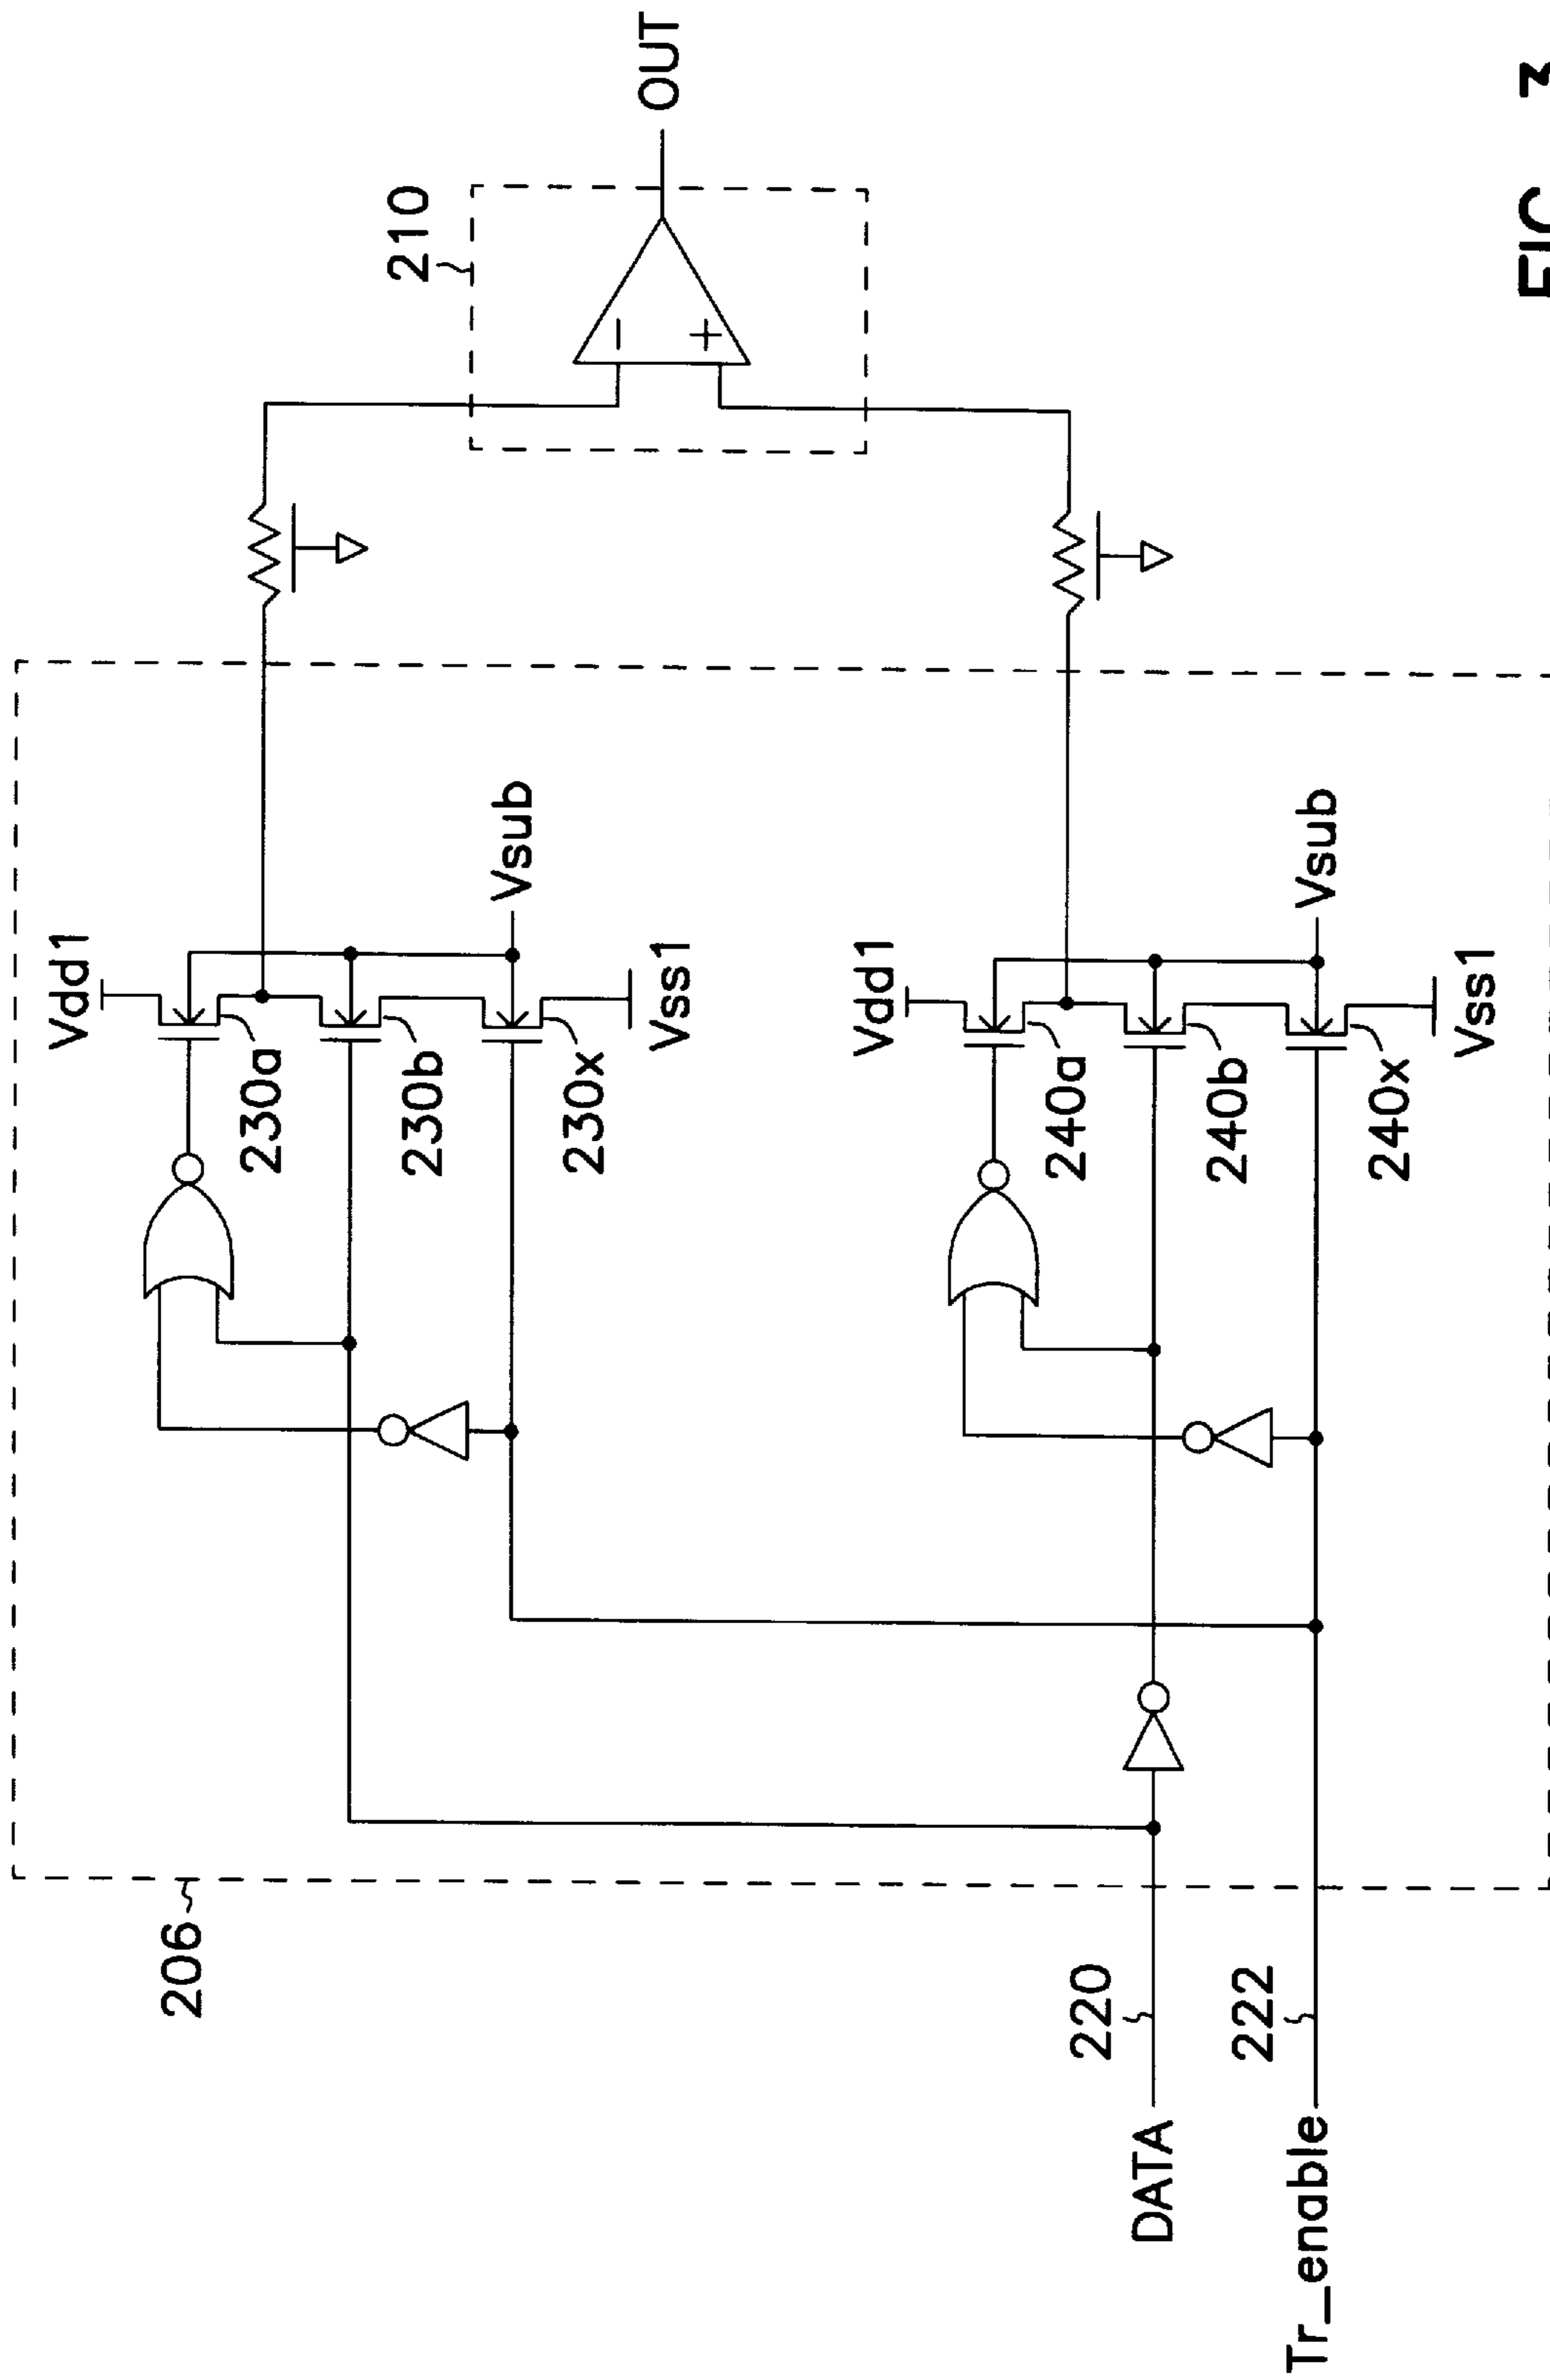 206
Vdd1
230a
230b
230x
Vsub
Vss1
210
OUT
Vdd1
240a
240b
240x
Vsub
Vss1
DATA
220
Tr_enable
222